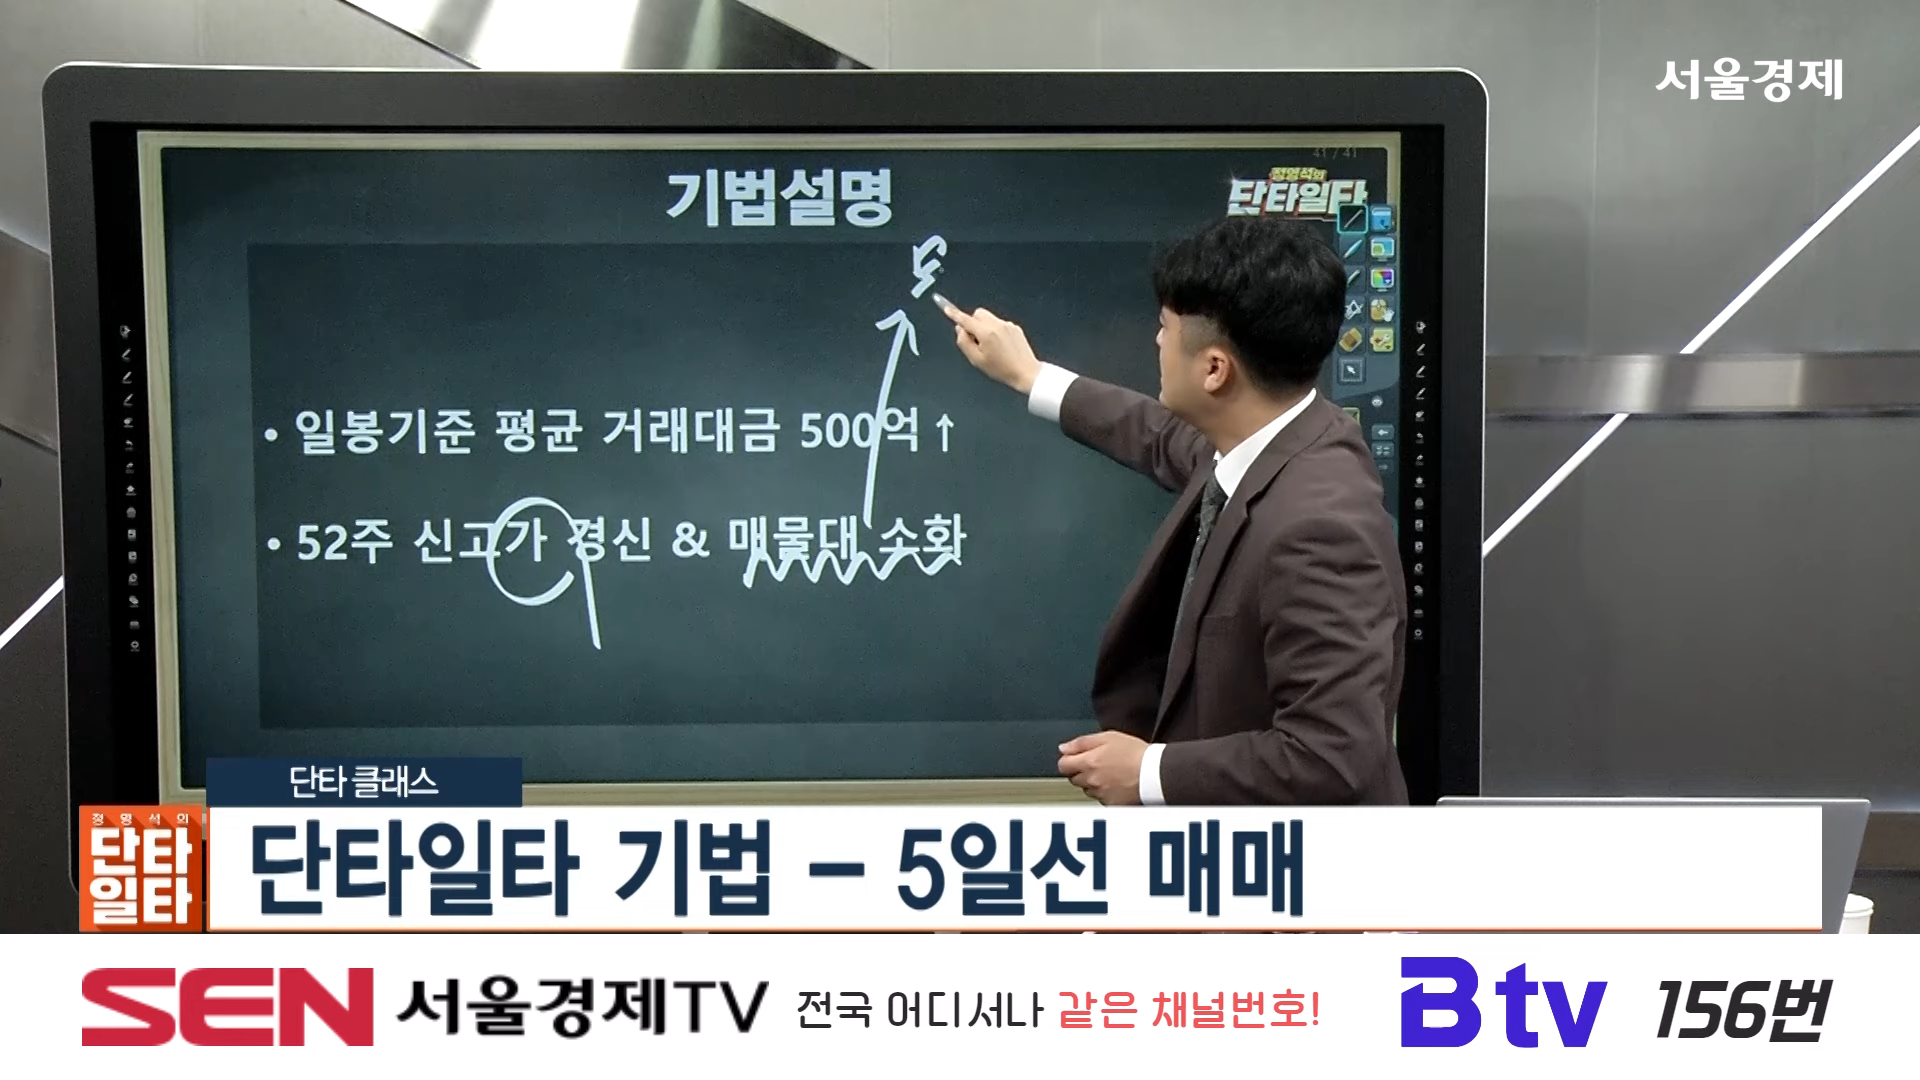 서울경제
기법설명
41 / 41
정영석의
단타일타
• 일봉기준 평균 거래대금 500억 ↑
• 52주 신고가 경신 & 매물대 소화
단타 클래스
정영석의
단타
일타
단타일타 기법 - 5일선 매매
SEN 서울경제TV 전국 어디서나 같은 채널번호! B tv 156번